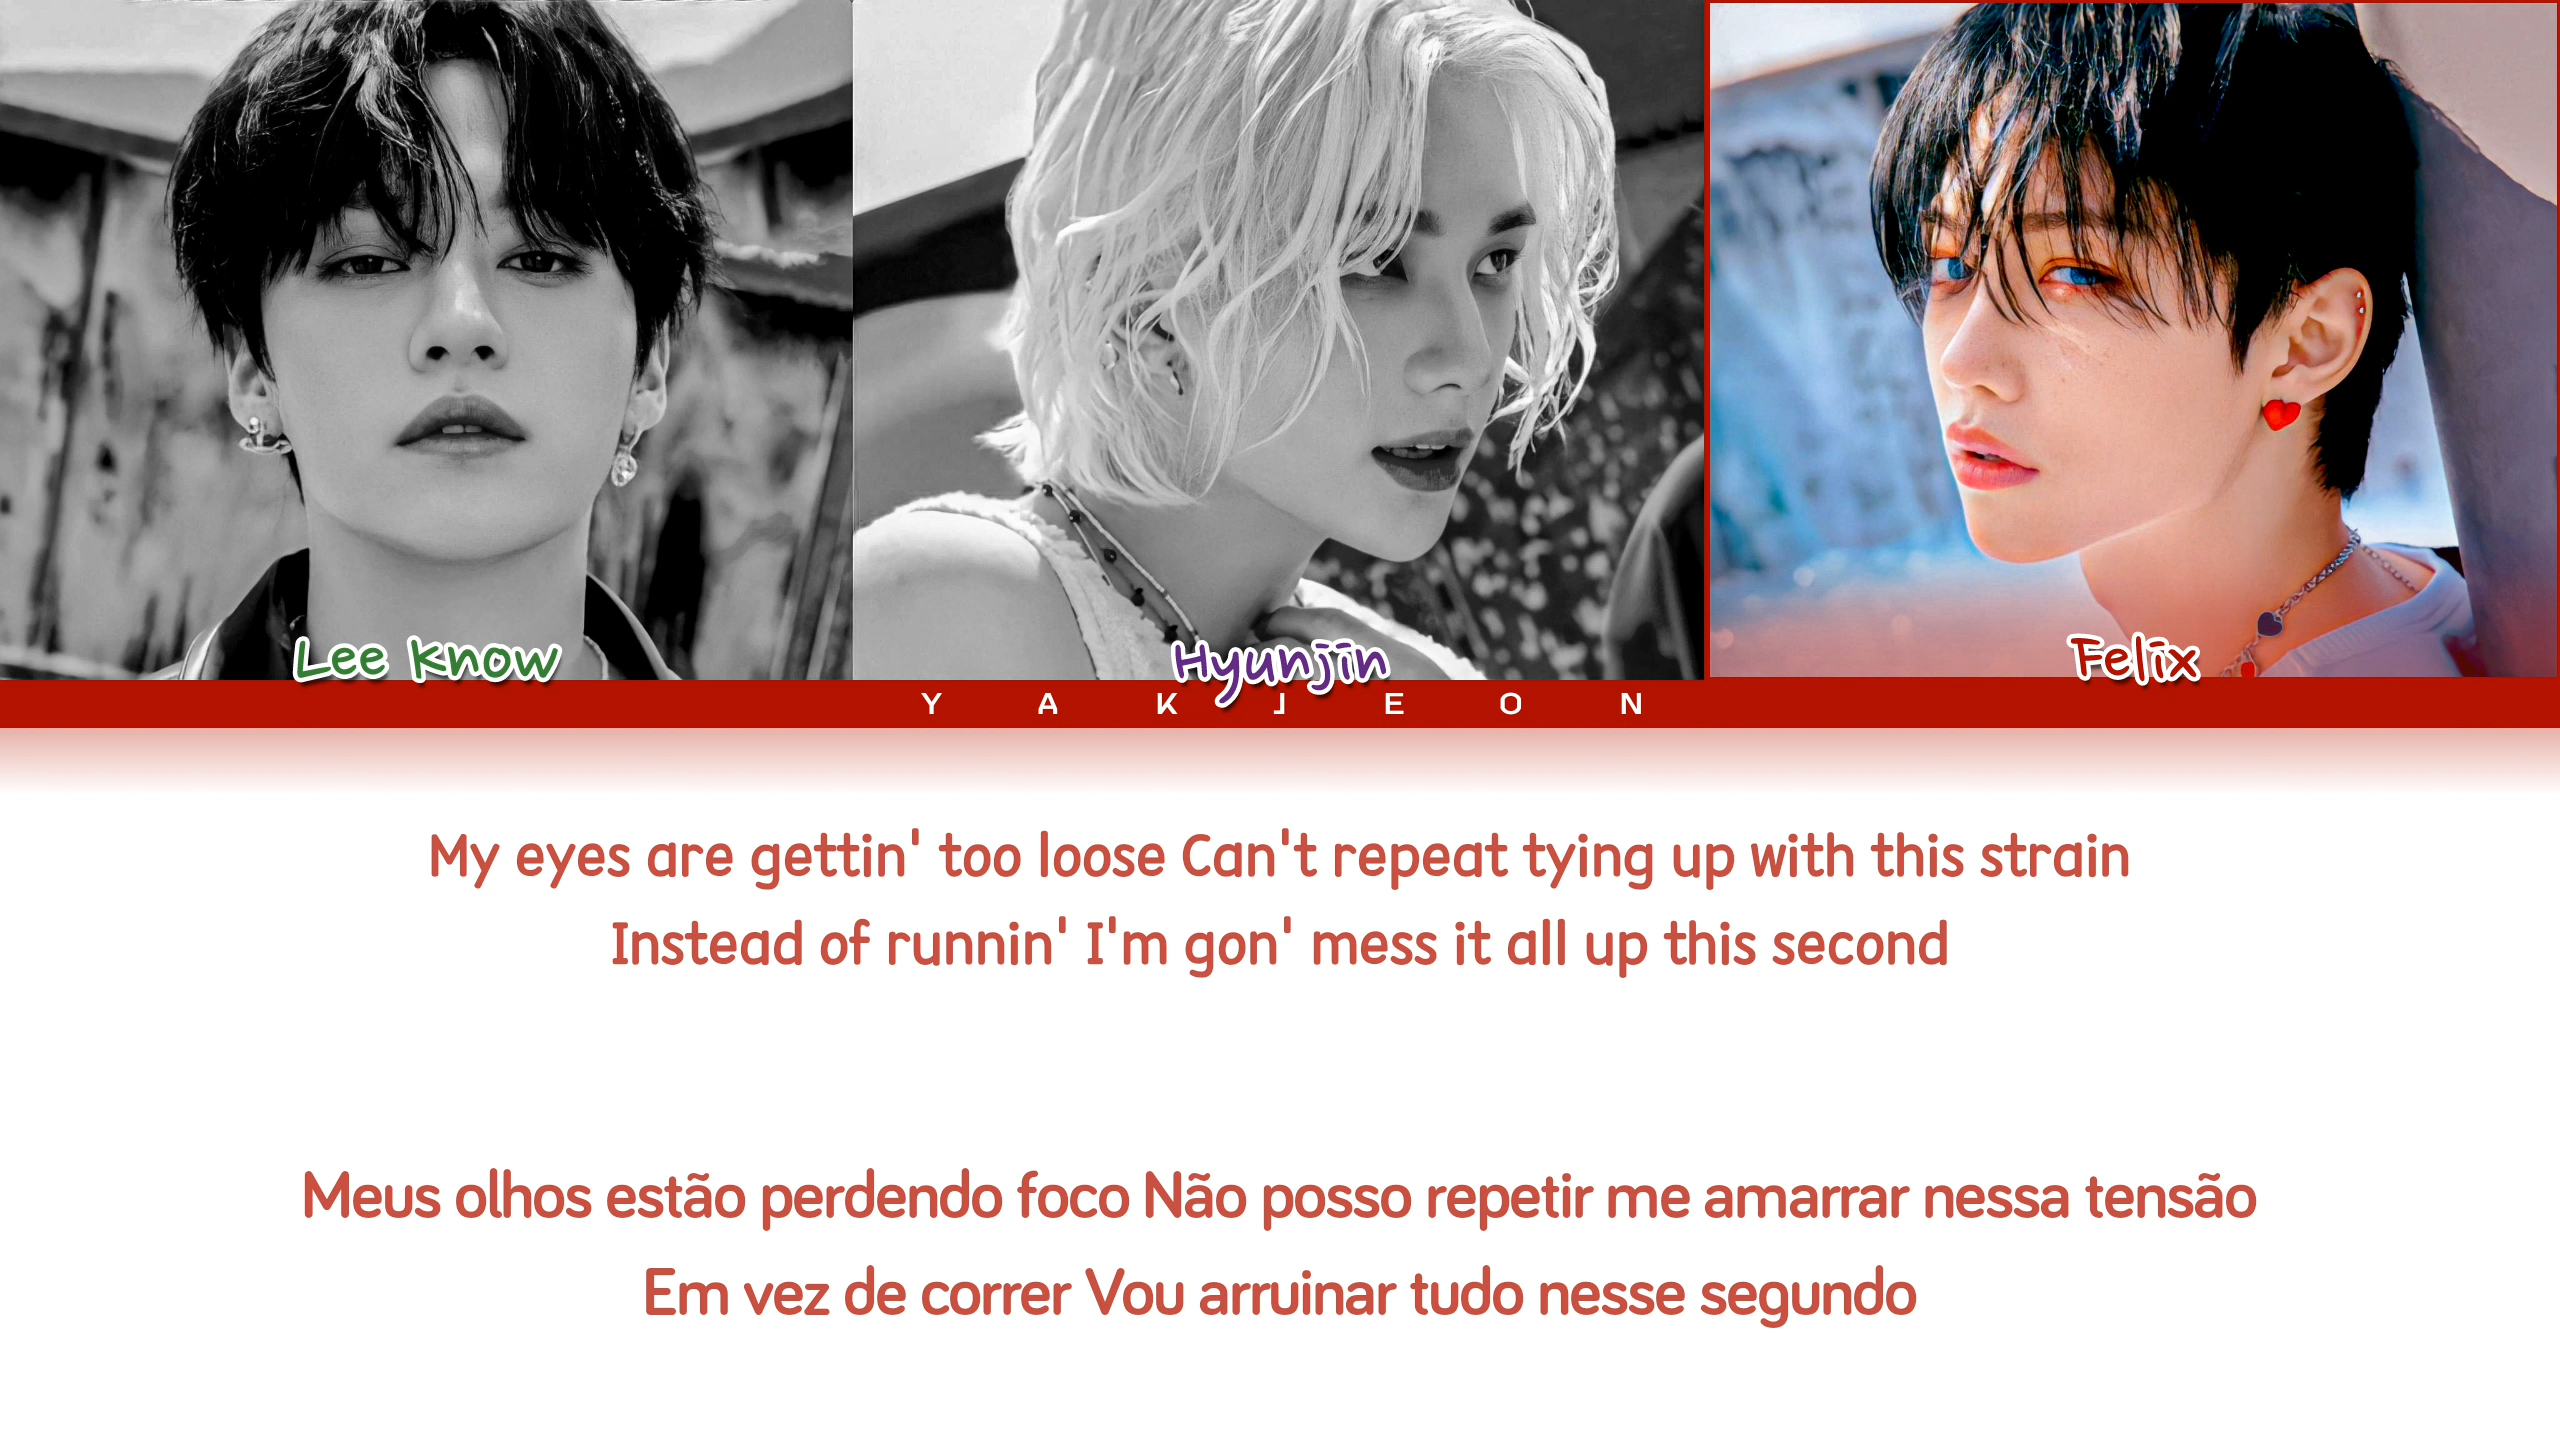 Lee Know
Hyunjin
Felix
YAKJEON
My eyes are gettin' too loose Can't repeat tying up with this strain
Instead of runnin' I'm gon' mess it all up this second
Meus olhos estão perdendo foco Não posso repetir me amarrar nessa tensão
Em vez de correr Vou arruinar tudo nesse segundo